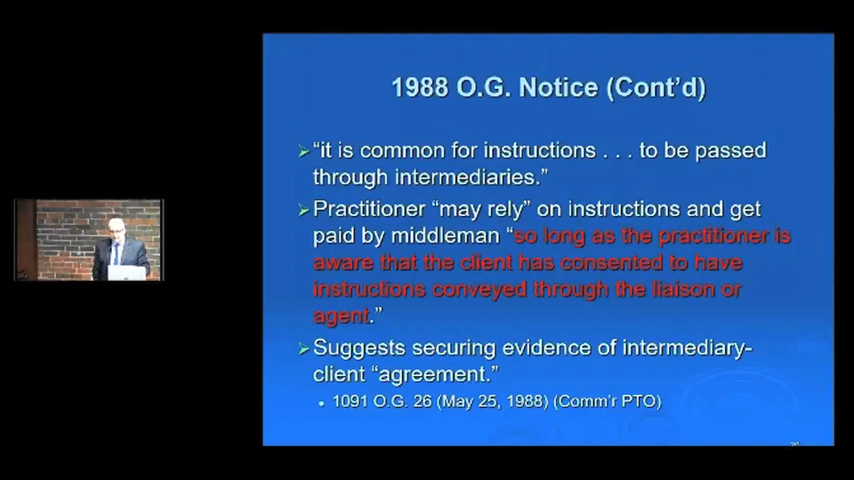 1988 O.G. Notice (Cont'd)
"it is common for instructions . . . to be passed
through intermediaries."
Practitioner "may rely" on instructions and get
paid by middleman "so long as the practitioner is
aware that the client has consented to have
instructions conveyed through the liaison or
agent."
Suggests securing evidence of intermediary-
client "agreement."
1091 O.G. 26 (May 25, 1988) (Comm'r PTO)